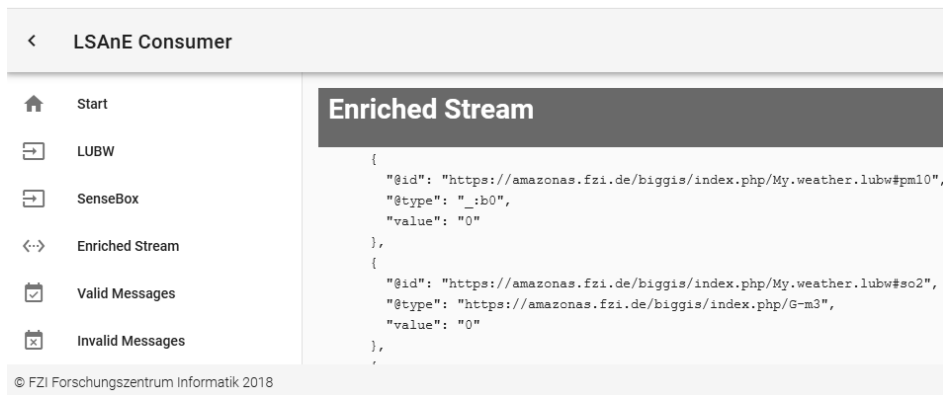 LSAnE Consumer
Start
LUBW
SenseBox
Enriched Stream
Valid Messages
Invalid Messages
Enriched Stream
{
"@id": "https://amazonas.fzi.de/biggis/index.php/My.weather.lubw#pm10",
"@type": "_:b0",
"value": "0"
},
{
"@id": "https://amazonas.fzi.de/biggis/index.php/My.weather.lubw#so2",
"@type": "https://amazonas.fzi.de/biggis/index.php/G-m3",
"value": "0"
},
© FZI Forschungszentrum Informatik 2018